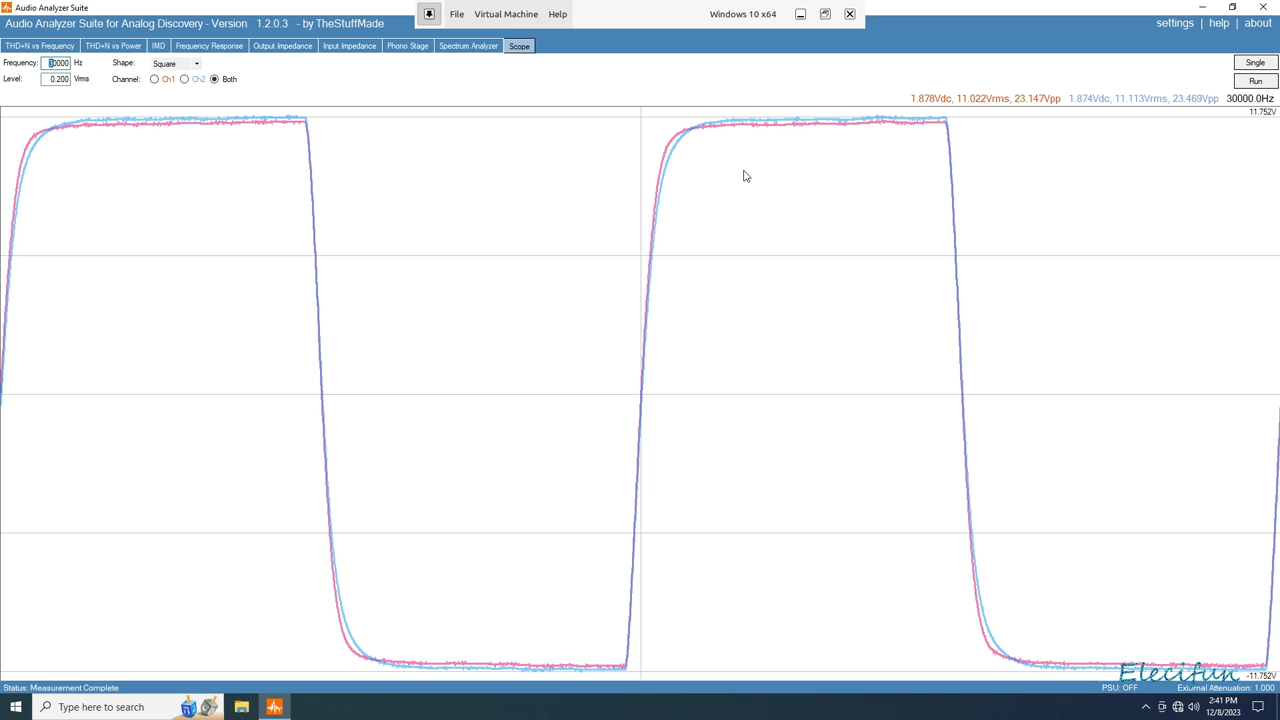 Audio Analyzer Suite
File Virtual Machine Help Windows 10 x64
Audio Analyzer Suite for Analog Discovery - Version 1.2.0.3 - by TheStuffMade
settings | help | about
THD+N vs Frequency THD+N vs Power IMD Frequency Response Output Impedance Input Impedance Phono Stage Spectrum Analyzer Scope
Frequency: 30000 Hz Shape: Square Single
Level: 0.200 Vrms Channel: Ch1 Ch2 Both Run
1.878Vdc, 11.022Vrms, 23.147Vpp 1.874Vdc, 11.113Vrms, 23.469Vpp 30000.0Hz
11.752V
Elecifun
-11.752V
Status: Measurement Complete PSU: OFF External Attenuation: 1.000
Type here to search
2:41 PM
12/8/2023